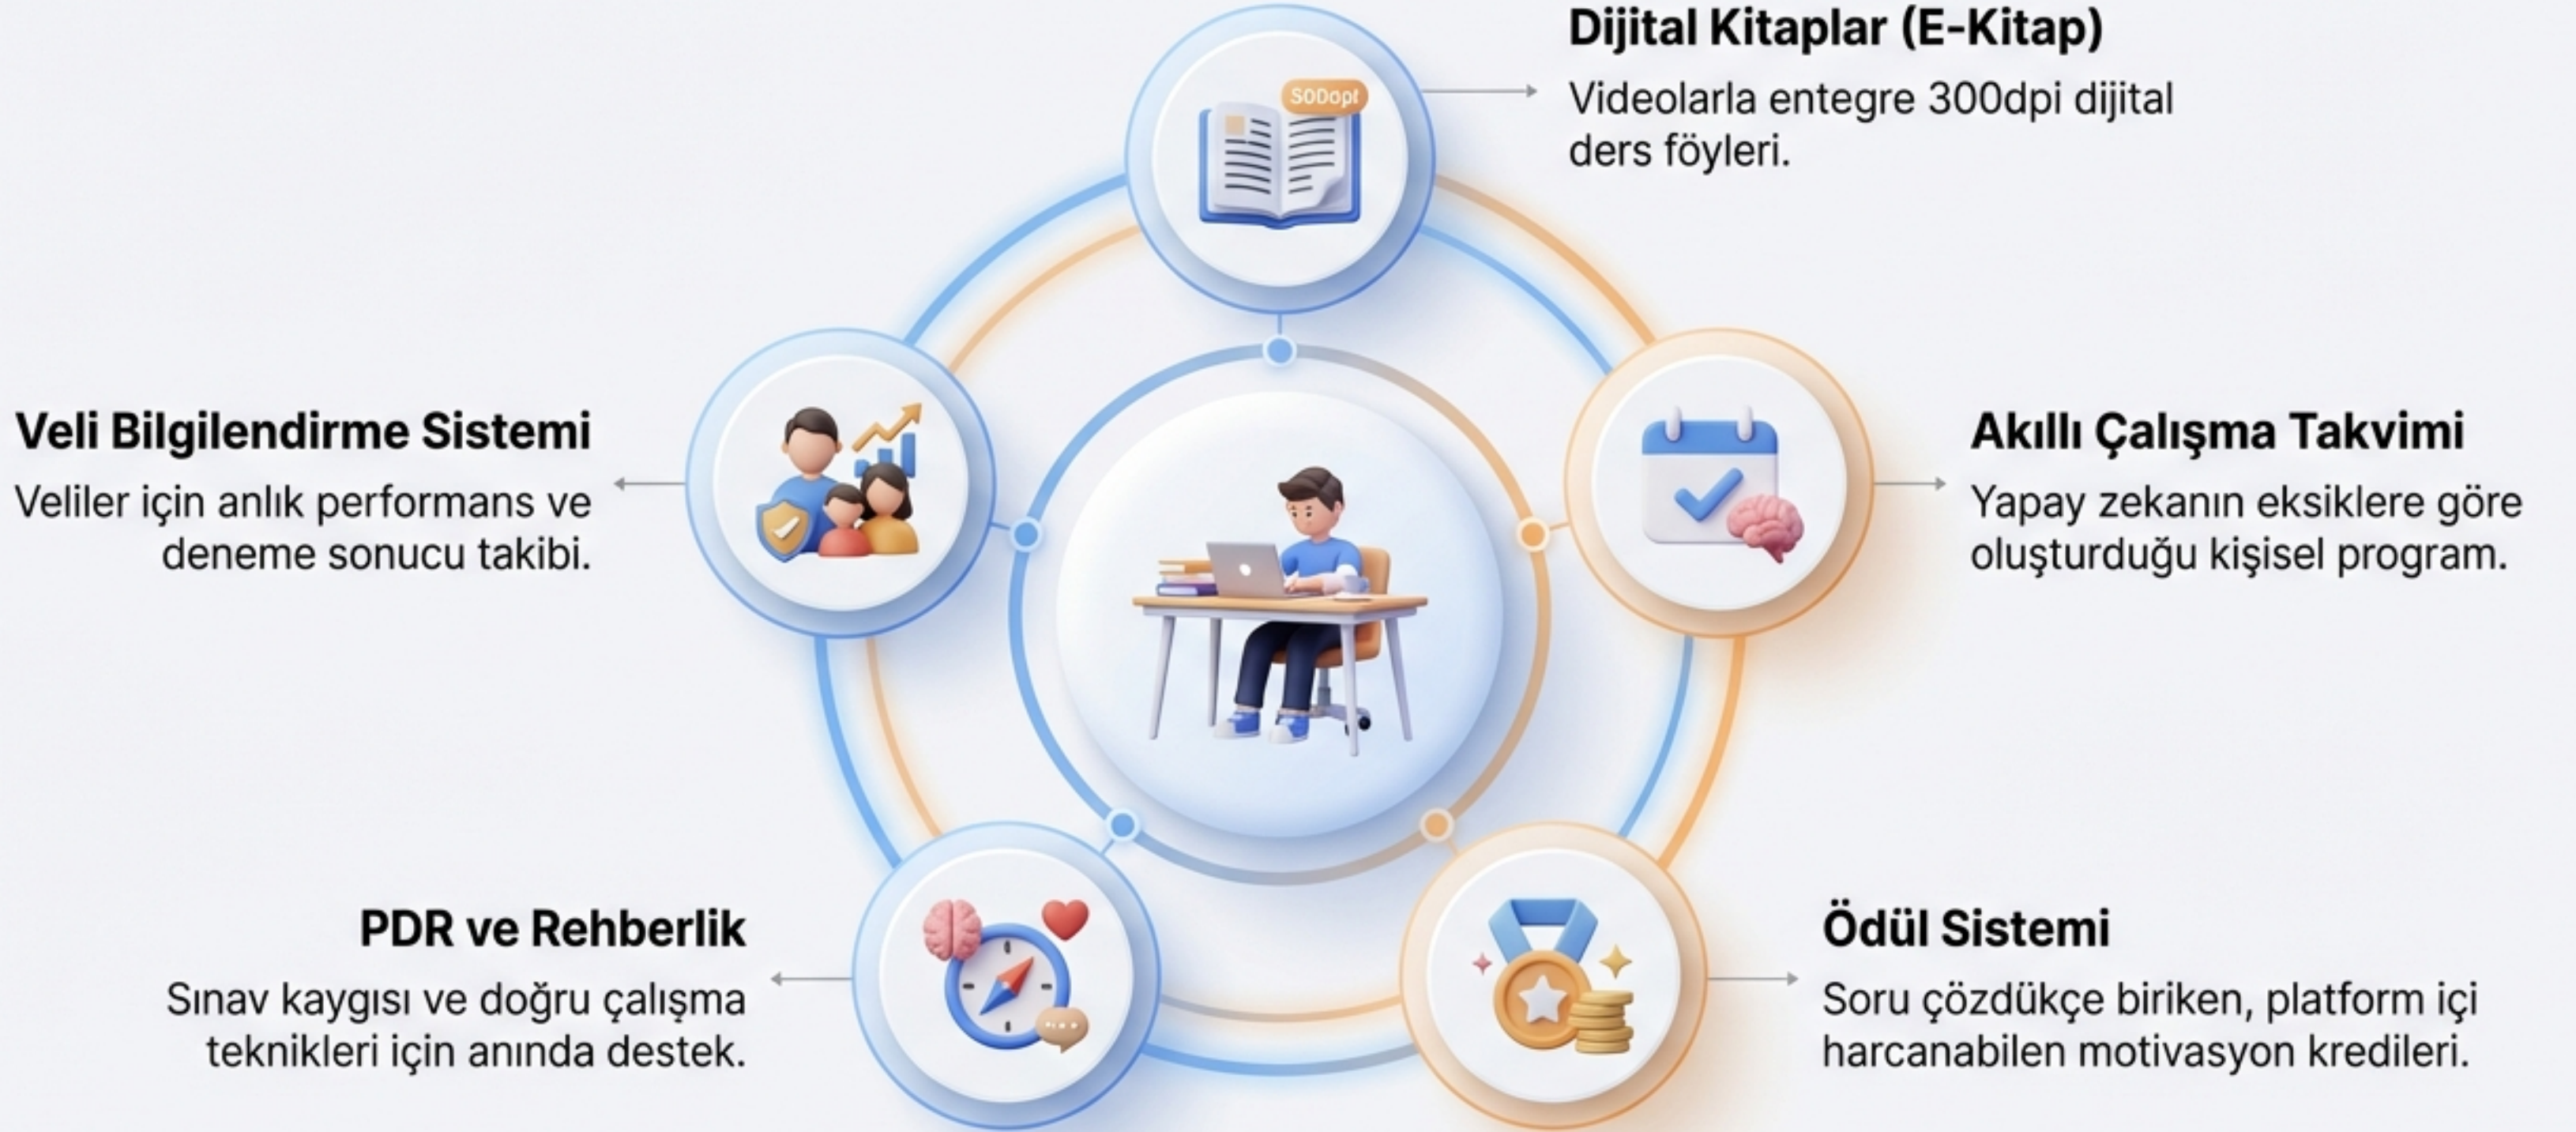 Dijital Kitaplar (E-Kitap)
Videolarla entegre 300dpi dijital
ders föyleri.
SODopt
Veli Bilgilendirme Sistemi
Veliler için anlık performans ve
deneme sonucu takibi.
Akıllı Çalışma Takvimi
Yapay zekanın eksiklere göre
oluşturduğu kişisel program.
PDR ve Rehberlik
Sınav kaygısı ve doğru çalışma
teknikleri için anında destek.
Ödül Sistemi
Soru çözdükçe biriken, platform içi
harcanabilen motivasyon kredileri.